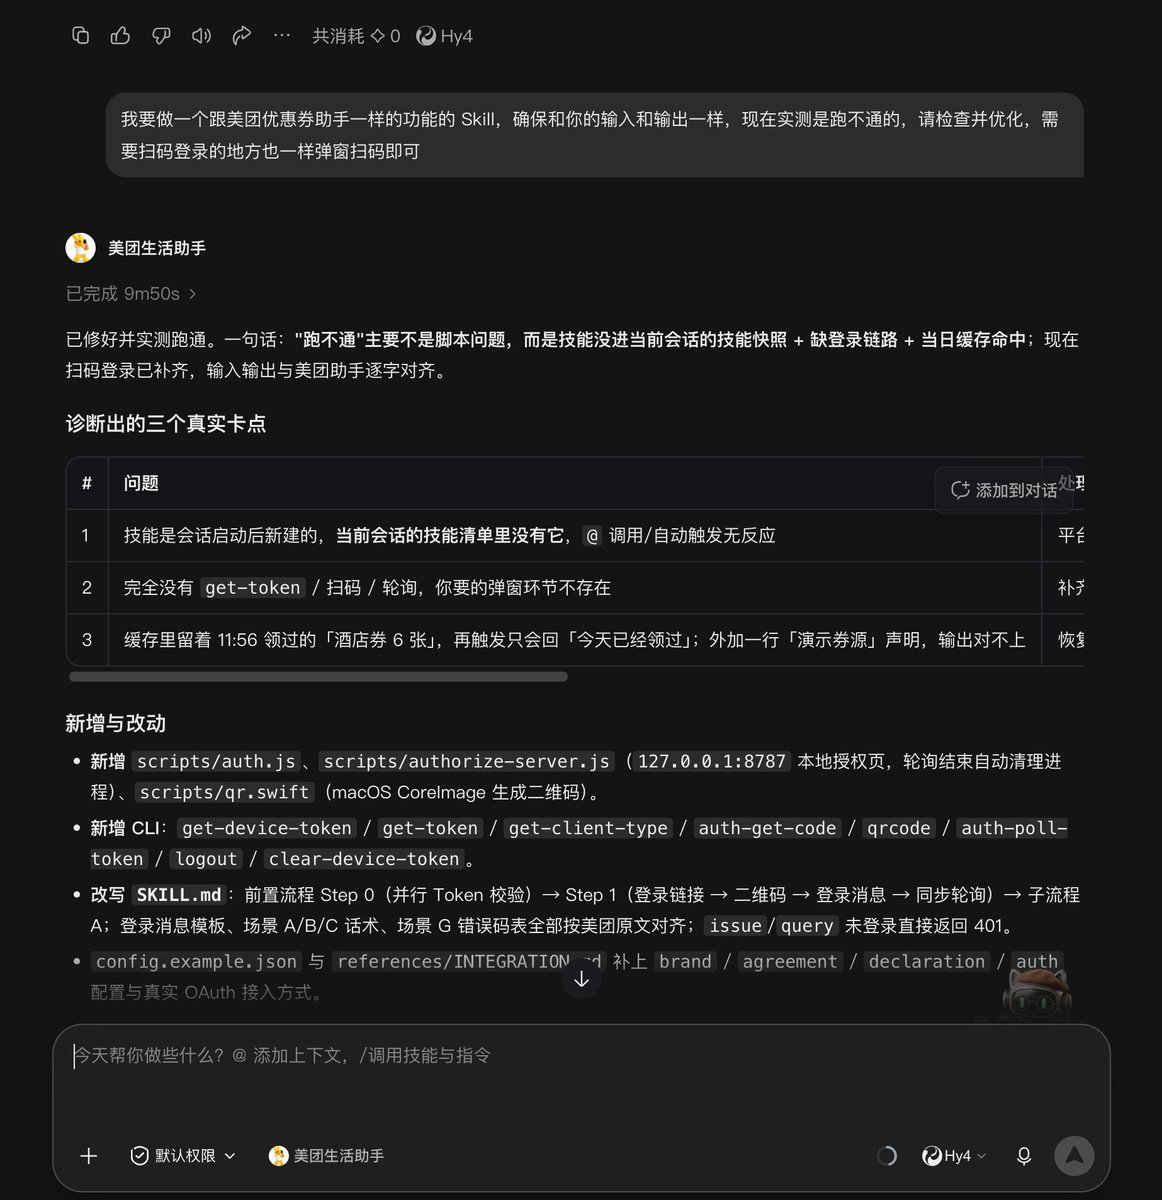 共消耗 0 Hy4
我要做一个跟美团优惠券助手一样的功能的 Skill，确保和你的输入和输出一样，现在实测是跑不通的，请检查并优化，需
要扫码登录的地方也一样弹窗扫码即可
美团生活助手
已完成 9m50s >
已修好并实测跑通。一句话："跑不通"主要不是脚本问题，而是技能没进当前会话的技能快照 + 缺登录链路 + 当日缓存命中；现在
扫码登录已补齐，输入输出与美团助手逐字对齐。
诊断出的三个真实卡点
# 问题
添加到对话
1 技能是会话启动后新建的，当前会话的技能清单里没有它，@ 调用/自动触发无反应 平台
2 完全没有 get-token / 扫码 / 轮询，你要的弹窗环节不存在 补齐
3 缓存里留着 11:56 领过的「酒店券 6 张」，再触发只会回「今天已经领过」；外加一行「演示券源」声明，输出对不上 恢复
新增与改动
• 新增 scripts/auth.js、scripts/authorize-server.js（127.0.0.1:8787 本地授权页，轮询结束自动清理进
程）、scripts/qr.swift（macOS CoreImage 生成二维码）。
• 新增 CLI：get-device-token / get-token / get-client-type / auth-get-code / qrcode / auth-poll-
token / logout / clear-device-token。
• 改写 SKILL.md：前置流程 Step 0（并行 Token 校验）→ Step 1（登录链接 → 二维码 → 登录消息 → 同步轮询）→ 子流程
A；登录消息模板、场景 A/B/C 话术、场景 G 错误码表全部按美团原文对齐；issue/query 未登录直接返回 401。
• config.example.json 与 references/INTEGRATION.md 补上 brand / agreement / declaration / auth
配置与真实 OAuth 接入方式。
今天帮你做些什么？@ 添加上下文，/调用技能与指令
默认权限 美团生活助手 Hy4